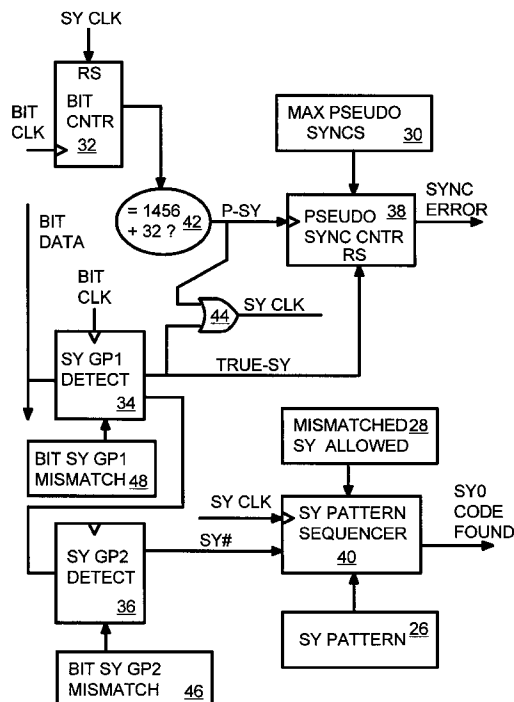 SY CLK
RS
BIT
CNTR
32
BIT
CLK
MAX PSEUDO
SYNCS 30
= 1456
+ 32 ? 42
P-SY
PSEUDO 38
SYNC CNTR
RS
SYNC
ERROR
BIT
DATA
BIT
CLK
44
SY CLK
SY GP1
DETECT
34
TRUE-SY
BIT SY GP1
MISMATCH 48
MISMATCHED 28
SY ALLOWED
SY CLK
SY PATTERN
SEQUENCER
40
SY0
CODE
FOUND
SY GP2
DETECT
36
SY#
SY PATTERN 26
BIT SY GP2
MISMATCH 46